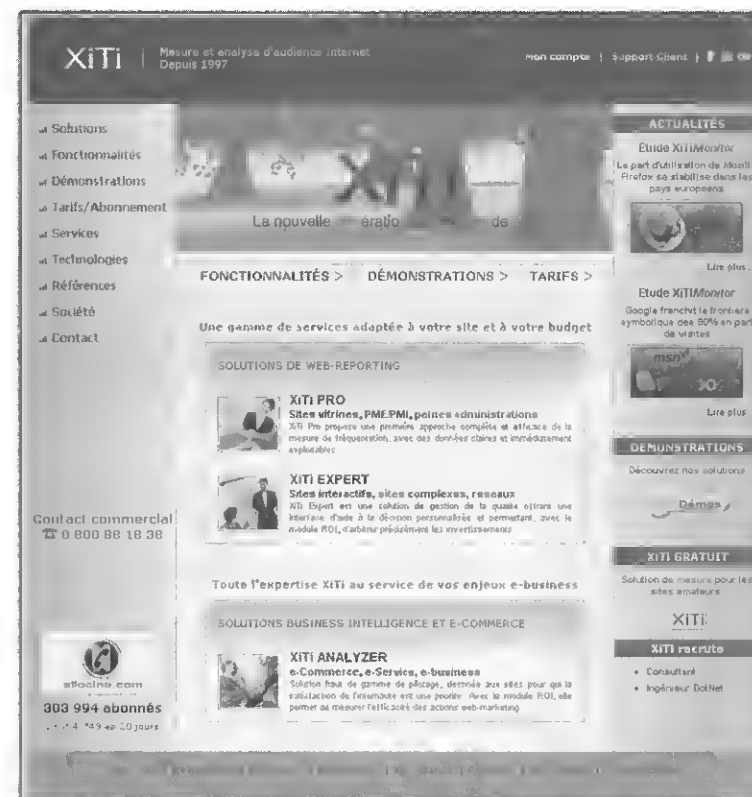 XiTi
Mesure et analyse d'audience Internet
Depuis 1997
Mon compte | Support-Client |
Solutions
Fonctionnalités
Démonstrations
Tarifs/Abonnement
Services
Technologies
Références
Société
Contact
Contact commercial
☎ 0 800 88 18 38
303 994 abonnés
XiTi
La nouvelle
de
FONCTIONNALITÉS > DÉMONSTRATIONS > TARIFS >
Une gamme de services adaptée à votre site et à votre budget
SOLUTIONS DE WEB-REPORTING
XiTi PRO
Sites vitrines, PME/PMI, petites administrations
XiTi Pro propose une première approche complète et efficace de la
mesure de fréquentation, avec des données claires et immédiatement
exploitables
XiTi EXPERT
Sites interactifs, sites complexes, reseaux
XiTi Expert est une solution de gestion de la qualité offrant une
interface d'aide à la décision personnalisée et permettant, avec le
module ROI, d'arbitrer précisément les investissements
Toute l'expertise XiTi au service de vos enjeux e-business
SOLUTIONS BUSINESS INTELLIGENCE ET E-COMMERCE
XiTi ANALYZER
e-Commerce, e-Service, e-business
Solution haut de gamme de pilotage, destinée aux sites pour qui la
satisfaction de l'internaute est une priorité. Avec le module ROI, elle
permet de mesurer l'efficacité des actions web-marketing
ACTUALITÉS
Etude XiTiMonitor
La part d'utilisation de Mozill
Firefox se stabilise dans les
pays européens
Lire plus
Etude XiTiMonitor
Google franchit la frontière
symbolique des 80% en part
de visites
msn
Lire plus
DEMONSTRATIONS
Découvrez nos solutions
Démos
XiTi GRATUIT
Solution de mesure pour les
sites amateurs
XiTi
XiTi recrute
Consultant
Ingénieur DotNet